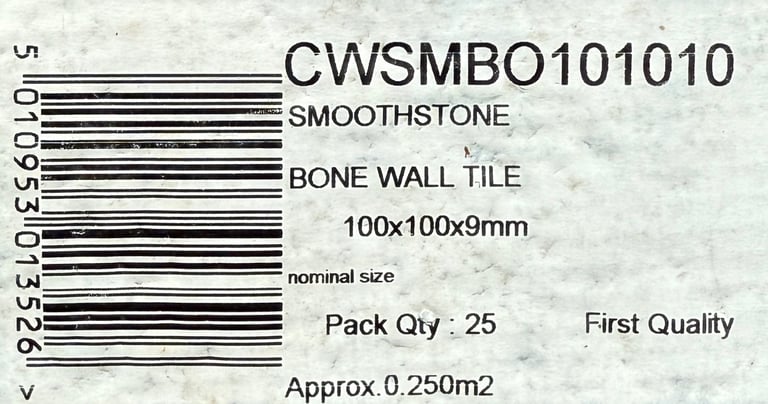 CWSMBO101010
SMOOTHSTONE
BONE WALL TILE
100x100x9mm
nominal size
Pack Qty : 25 First Quality
Approx.0.250m2
5 010953 013526 >